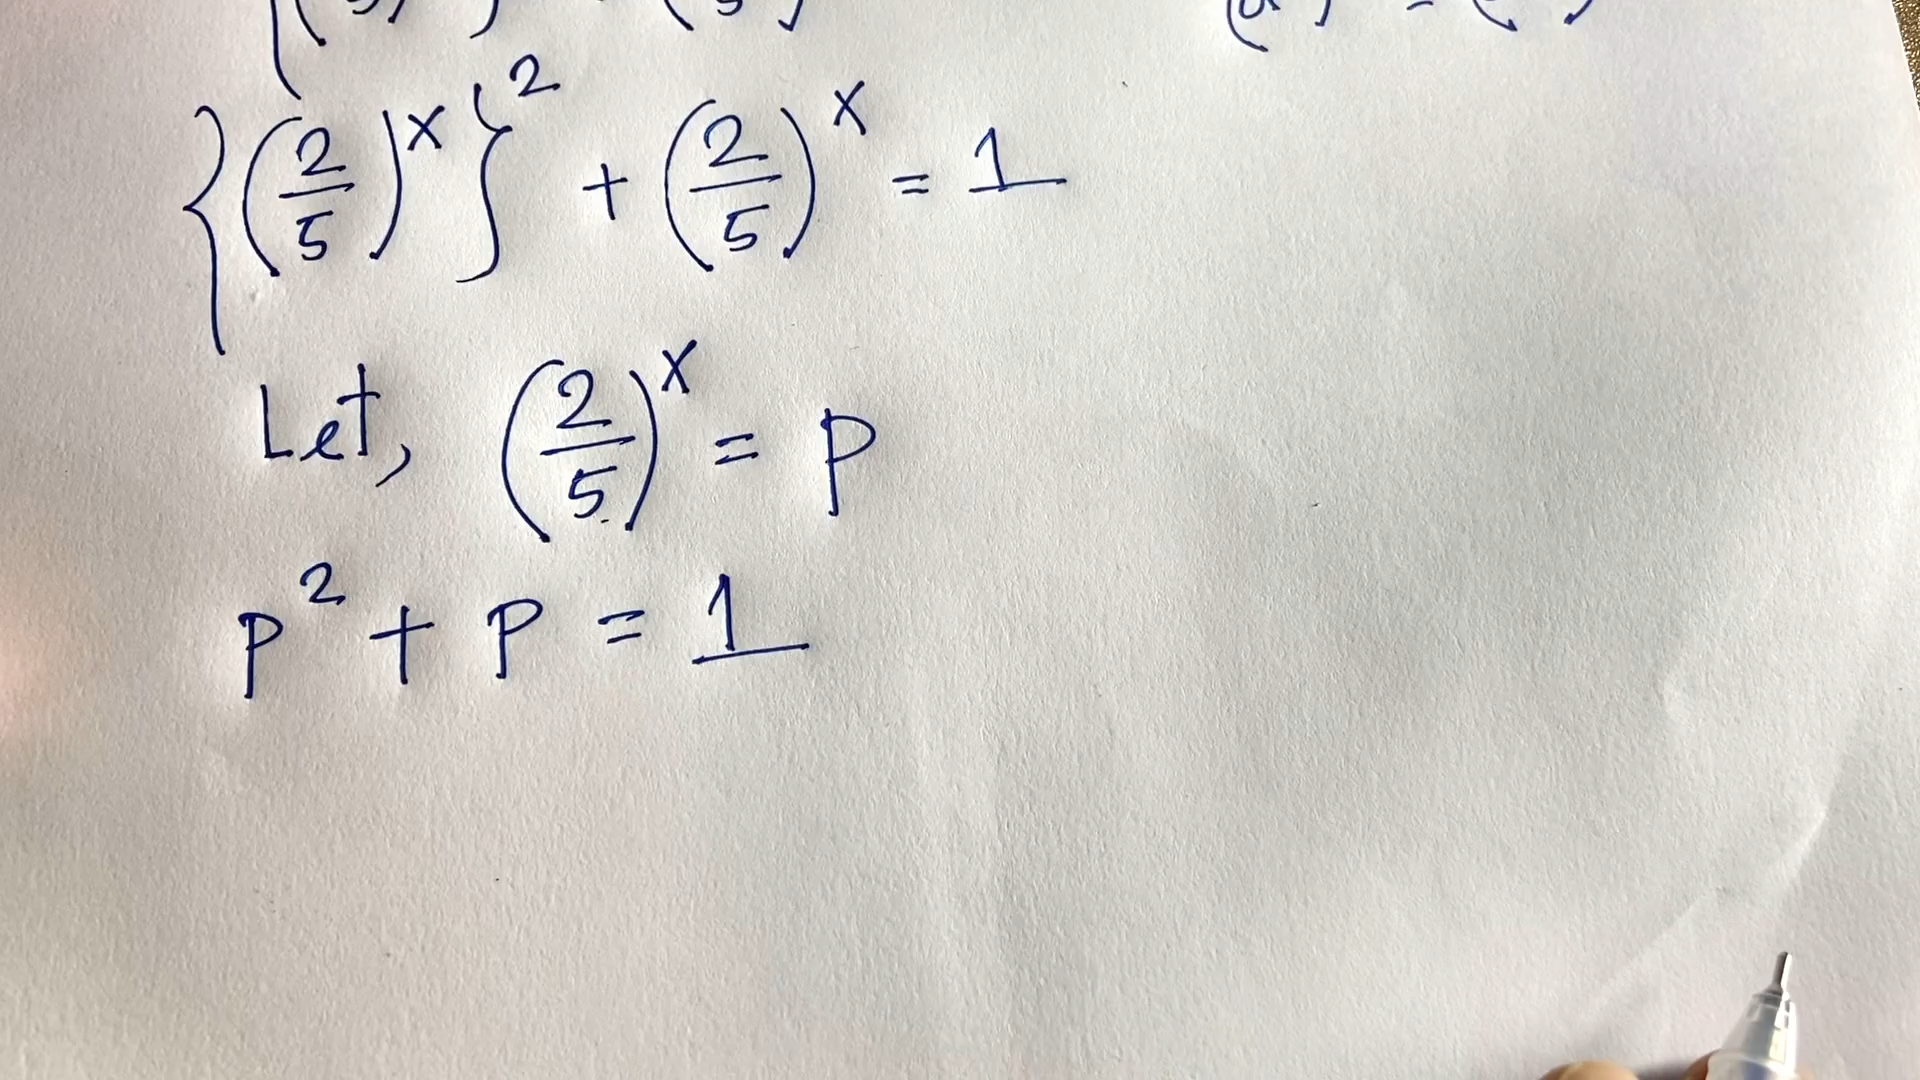 {(2/5)^x}^2 + (2/5)^x = 1
Let, (2/5)^x = p
p^2 + p = 1